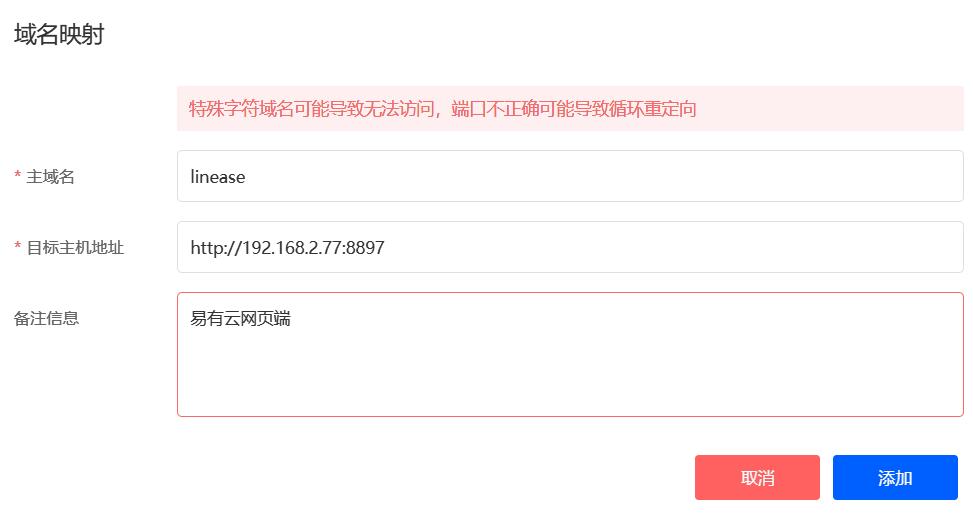 域名映射
特殊字符域名可能导致无法访问，端口不正确可能导致循环重定向
* 主域名
linease
* 目标主机地址
http://192.168.2.77:8897
备注信息
易有云网页端
取消
添加